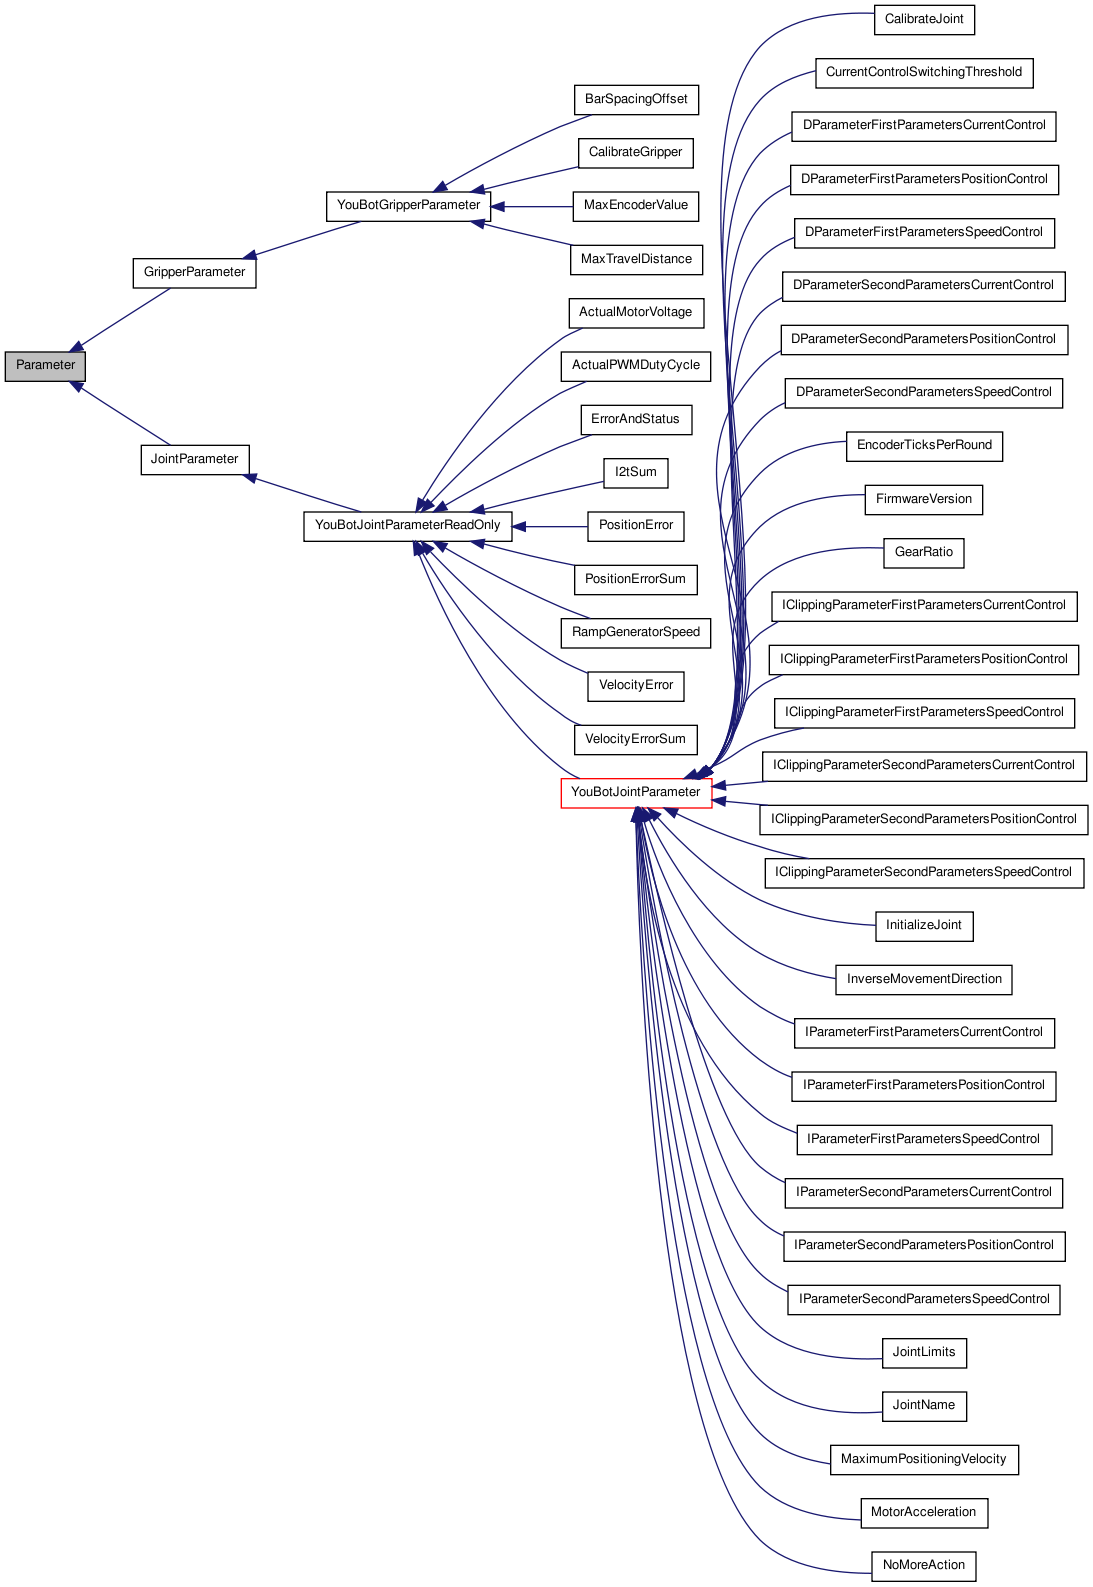 CalibrateJoint
CurrentControlSwitchingThreshold
BarSpacingOffset
DParameterFirstParametersCurrentControl
CalibrateGripper
DParameterFirstParametersPositionControl
YouBotGripperParameter
MaxEncoderValue
DParameterFirstParametersSpeedControl
MaxTravelDistance
GripperParameter
DParameterSecondParametersCurrentControl
ActualMotorVoltage
DParameterSecondParametersPositionControl
Parameter
ActualPWMDutyCycle
DParameterSecondParametersSpeedControl
ErrorAndStatus
EncoderTicksPerRound
JointParameter
I2tSum
FirmwareVersion
YouBotJointParameterReadOnly
PositionError
GearRatio
PositionErrorSum
IClippingParameterFirstParametersCurrentControl
RampGeneratorSpeed
IClippingParameterFirstParametersPositionControl
VelocityError
IClippingParameterFirstParametersSpeedControl
VelocityErrorSum
IClippingParameterSecondParametersCurrentControl
YouBotJointParameter
IClippingParameterSecondParametersPositionControl
IClippingParameterSecondParametersSpeedControl
InitializeJoint
InverseMovementDirection
IParameterFirstParametersCurrentControl
IParameterFirstParametersPositionControl
IParameterFirstParametersSpeedControl
IParameterSecondParametersCurrentControl
IParameterSecondParametersPositionControl
IParameterSecondParametersSpeedControl
JointLimits
JointName
MaximumPositioningVelocity
MotorAcceleration
NoMoreAction